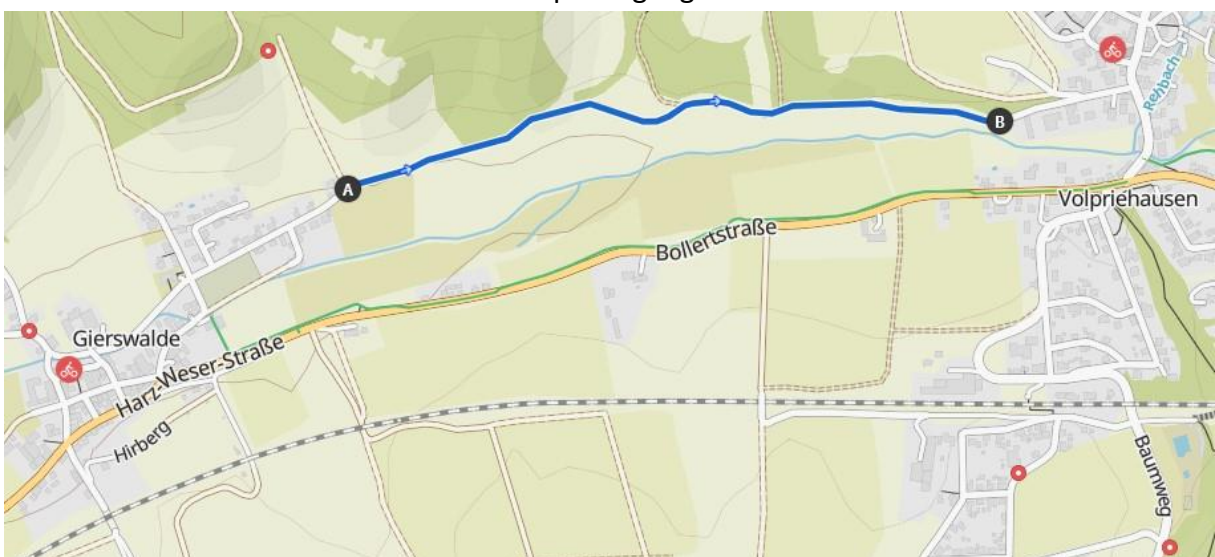 Rehbach
A
B
Volpriehausen
Bollertstraße
Gierswalde
Harz-Weser-Straße
Hirberg
Baumweg